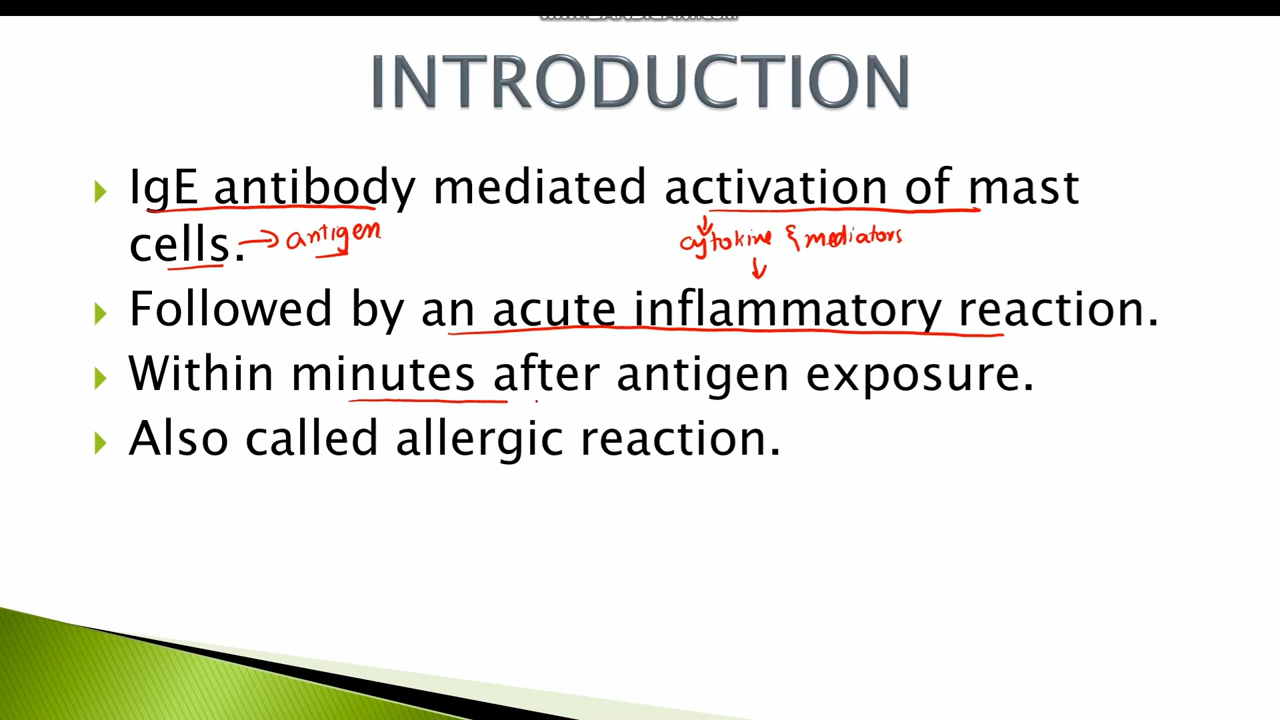 INTRODUCTION
IgE antibody mediated activation of mast
cells. → antigen
cytokine & mediators
Followed by an acute inflammatory reaction.
Within minutes after antigen exposure.
Also called allergic reaction.